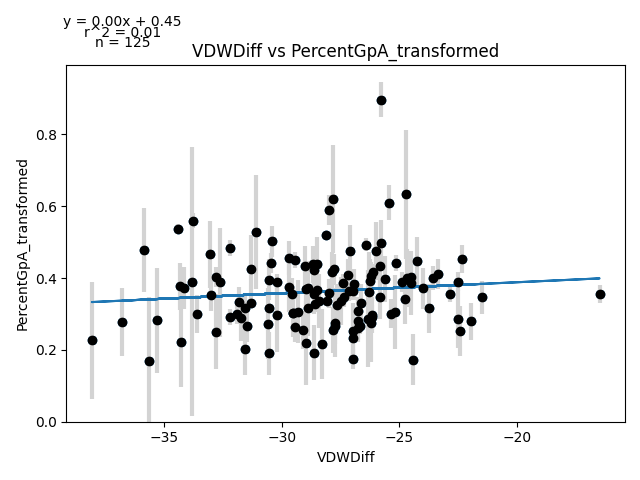 y = 0.00x + 0.45
r^2 = 0.01
n = 125
VDWDiff vs PercentGpA_transformed
PercentGpA_transformed
0.8
0.6
0.4
0.2
0.0
−35
−30
−25
−20
VDWDiff